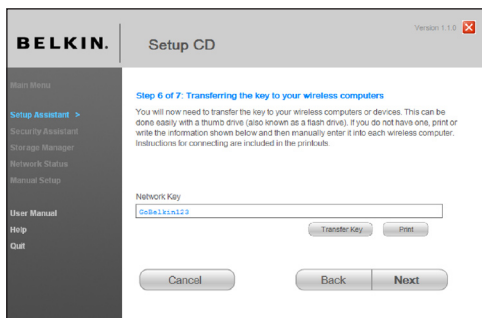 BELKIN.
Setup CD
Version 1.1.0
Main Menu
Setup Assistant >
Security Assistant
Storage Manager
Network Status
Manual Setup
User Manual
Help
Quit
Step 6 of 7: Transferring the key to your wireless computers
You will now need to transfer the key to your wireless computers or devices. This can be
done easily with a thumb drive (also known as a flash drive). If you do not have one, print or
write the information shown below and then manually enter it into each wireless computer.
Instructions for connecting are included in the printouts.
Network Key
GoBelkin123
Transfer Key
Print
Cancel
Back
Next